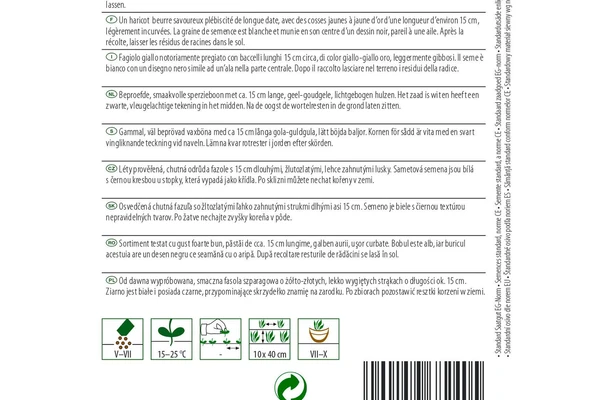 lassen.
F Un haricot beurre savoureux plébiscité de longue date, avec des cosses jaunes à jaune d'ord'une longueur d'environ 15 cm,
légèrement incurvées. La graine de semence est blanche et munie en son centre d'un dessin noir, pareil à une aile. Après la
récolte, laisser les résidus de racines dans le sol.
I Fagiolo giallo notoriamente pregiato con baccelli lunghi 15 cm circa, di color giallo-giallo oro, leggermente gibbosi. Il seme è
bianco con un disegno nero simile ad un'ala nella parte centrale. Dopo il raccolto lasciare nel terreno i residui della radice.
NL Beproefde, smaakvolle sperzieboon met ca. 15 cm lange, geel-goudgele, lichtgebogen hulzen. Het zaad is wit en heeft een
zwarte, vleugelachtige tekening in het midden. Na de oogst de wortelresten in de grond laten zitten.
S Gammal, väl beprövad vaxböna med ca. 15 cm långa gola-guldgula, lätt böjda baljor. Kornen för sådd är vita med en svart
vingliknande teckning vid naveln. Lämna kvar rotrester i jorden efter skörden.
CZ Léty prověřená, chutná odrůda fazole s 15 cm dlouhými, žlutozlatými, lehce zahnutými lusky. Sametová semena jsou bílá
s černou kresbou u stopky, která vypadá jako křídla. Po sklizni můžete nechat kořeny v zemi.
SK Osvedčená chutná fazuľa so žltozlatými ľahko zahnutými strukmi dlhými asi 15 cm. Semeno je biele s čiernou textúrou
nepravidelných tvarov. Po žatve nechajte zvyšky koreňa v pôde.
RO Sortiment testat cu gust foarte bun, păstăi de cca. 15 cm lungime, galben aurii, uşor curbate. Bobul este alb, iar buricul
acestuia are un desen negru ce seamănă cu o aripă. După recoltare resturile de rădăcini se lasă în sol.
PL Od dawna wypróbowana, smaczna fasola szparagowa o żółto-złotych, lekko wygiętych strąkach o długości ok. 15 cm.
Ziarno jest białe i posiada czarne, przypominające skrzydełko znamię na zarodku. Po zbiorach pozostawić resztki korzeni w ziemi.
V–VII
15–25 °C
-
10 x 40 cm
VII–X
• Standard Saatgut EG-Norm • Semences standard, norme CE • Semente standard, a norme CE • Standaard zaadgoed EG-norm • Standardutsäde enligt
• Standardní osivo dle norem EU • Štandardné osivo podľa noriem ES • Sămânţă standard conform normelor CE • Standardowy materiał siewny wg n